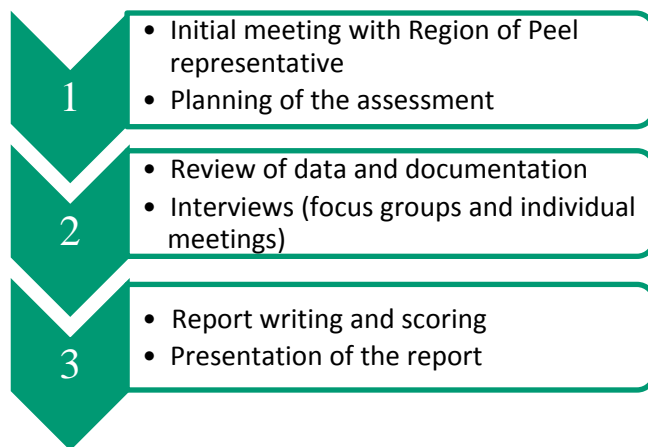 1
• Initial meeting with Region of Peel
representative
• Planning of the assessment
2
• Review of data and documentation
• Interviews (focus groups and individual
meetings)
3
• Report writing and scoring
• Presentation of the report